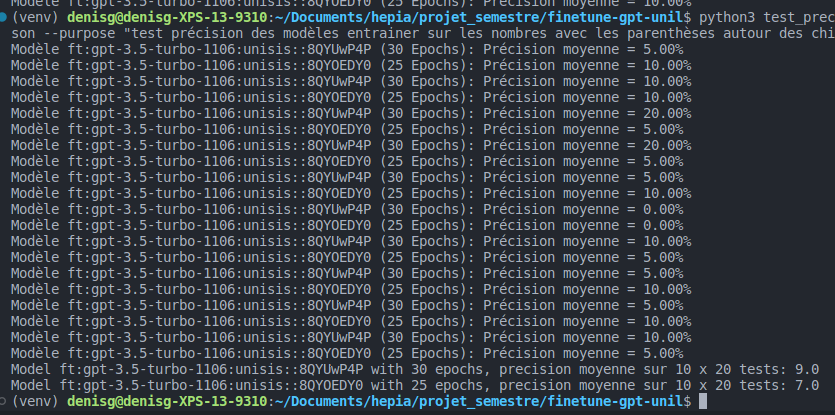 Modèle ft:gpt-3.5-turbo-1106:unisis::8QYOEDY0 (25 Epochs): Précision moyenne = 10.00%
(venv) denisg@denisg-XPS-13-9310:~/Documents/hepia/projet_semestre/finetune-gpt-unil$ python3 test_prec
son --purpose "test précision des modèles entrainer sur les nombres avec les parenthèses autour des chi
Modèle ft:gpt-3.5-turbo-1106:unisis::8QYUwP4P (30 Epochs): Précision moyenne = 5.00%
Modèle ft:gpt-3.5-turbo-1106:unisis::8QYOEDY0 (25 Epochs): Précision moyenne = 10.00%
Modèle ft:gpt-3.5-turbo-1106:unisis::8QYUwP4P (30 Epochs): Précision moyenne = 10.00%
Modèle ft:gpt-3.5-turbo-1106:unisis::8QYOEDY0 (25 Epochs): Précision moyenne = 10.00%
Modèle ft:gpt-3.5-turbo-1106:unisis::8QYUwP4P (30 Epochs): Précision moyenne = 20.00%
Modèle ft:gpt-3.5-turbo-1106:unisis::8QYOEDY0 (25 Epochs): Précision moyenne = 5.00%
Modèle ft:gpt-3.5-turbo-1106:unisis::8QYUwP4P (30 Epochs): Précision moyenne = 20.00%
Modèle ft:gpt-3.5-turbo-1106:unisis::8QYOEDY0 (25 Epochs): Précision moyenne = 5.00%
Modèle ft:gpt-3.5-turbo-1106:unisis::8QYUwP4P (30 Epochs): Précision moyenne = 5.00%
Modèle ft:gpt-3.5-turbo-1106:unisis::8QYOEDY0 (25 Epochs): Précision moyenne = 10.00%
Modèle ft:gpt-3.5-turbo-1106:unisis::8QYUwP4P (30 Epochs): Précision moyenne = 0.00%
Modèle ft:gpt-3.5-turbo-1106:unisis::8QYOEDY0 (25 Epochs): Précision moyenne = 0.00%
Modèle ft:gpt-3.5-turbo-1106:unisis::8QYUwP4P (30 Epochs): Précision moyenne = 10.00%
Modèle ft:gpt-3.5-turbo-1106:unisis::8QYOEDY0 (25 Epochs): Précision moyenne = 5.00%
Modèle ft:gpt-3.5-turbo-1106:unisis::8QYUwP4P (30 Epochs): Précision moyenne = 5.00%
Modèle ft:gpt-3.5-turbo-1106:unisis::8QYOEDY0 (25 Epochs): Précision moyenne = 10.00%
Modèle ft:gpt-3.5-turbo-1106:unisis::8QYUwP4P (30 Epochs): Précision moyenne = 5.00%
Modèle ft:gpt-3.5-turbo-1106:unisis::8QYOEDY0 (25 Epochs): Précision moyenne = 10.00%
Modèle ft:gpt-3.5-turbo-1106:unisis::8QYUwP4P (30 Epochs): Précision moyenne = 10.00%
Modèle ft:gpt-3.5-turbo-1106:unisis::8QYOEDY0 (25 Epochs): Précision moyenne = 5.00%
Model ft:gpt-3.5-turbo-1106:unisis::8QYUwP4P with 30 epochs, precision moyenne sur 10 x 20 tests: 9.0
Model ft:gpt-3.5-turbo-1106:unisis::8QYOEDY0 with 25 epochs, precision moyenne sur 10 x 20 tests: 7.0
(venv) denisg@denisg-XPS-13-9310:~/Documents/hepia/projet_semestre/finetune-gpt-unil$